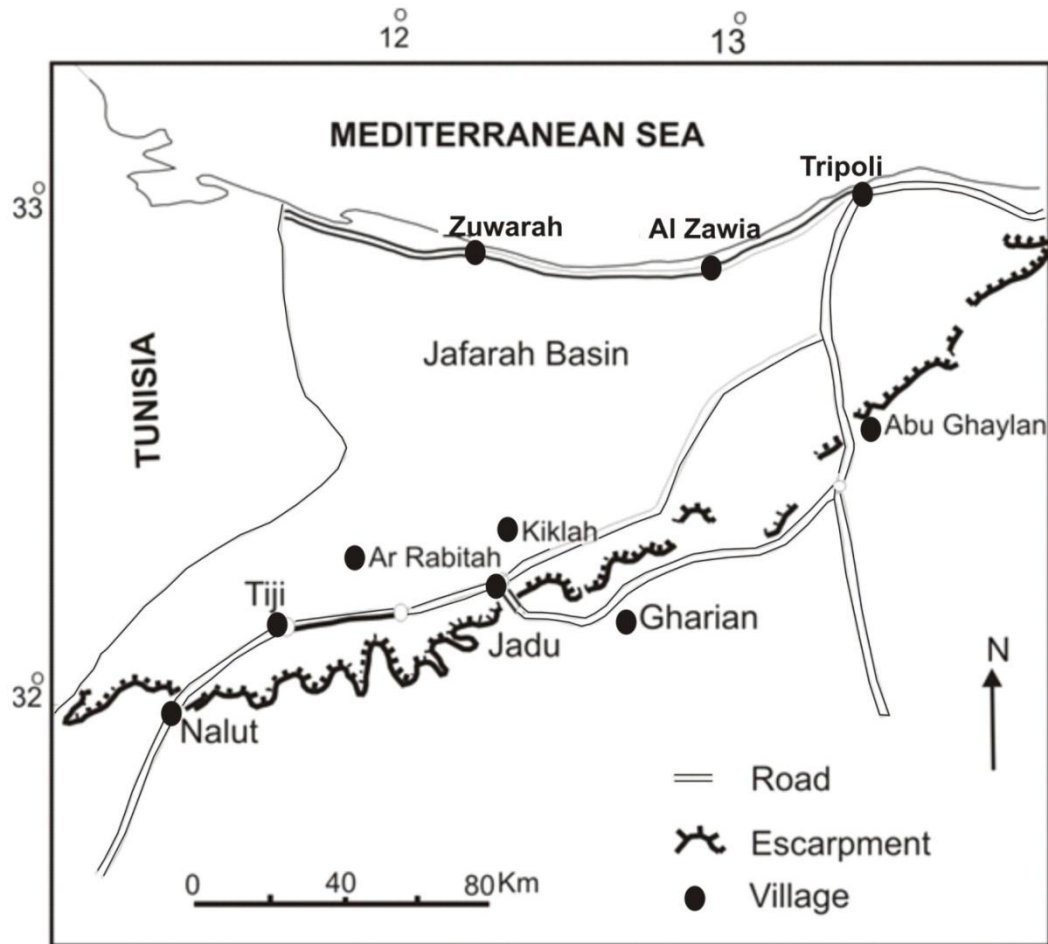 12° 13°
MEDITERRANEAN SEA
Tripoli
33°
Zuwarah
Al Zawia
TUNISIA
Jafarah Basin
Abu Ghaylan
Kiklah
Ar Rabitah
Tiji
Gharian
Jadu
N
32°
Nalut
Road
Escarpment
Village
0 40 80Km